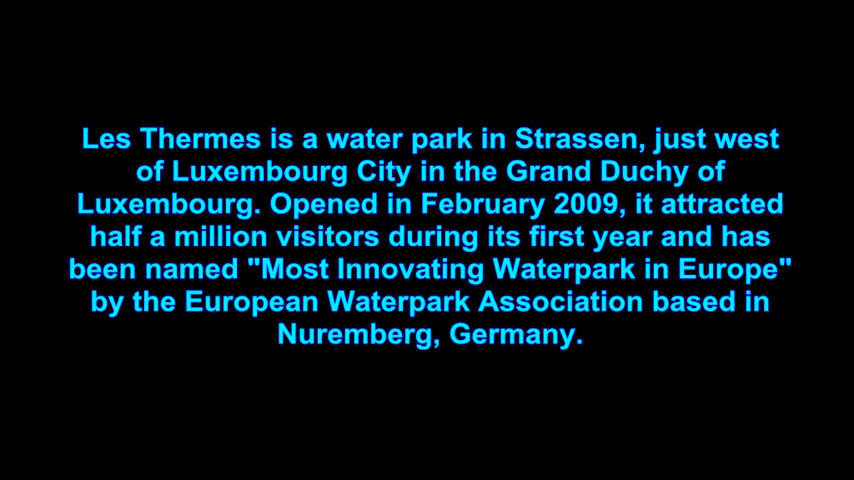 Les Thermes is a water park in Strassen, just west
of Luxembourg City in the Grand Duchy of
Luxembourg. Opened in February 2009, it attracted
half a million visitors during its first year and has
been named "Most Innovating Waterpark in Europe"
by the European Waterpark Association based in
Nuremberg, Germany.